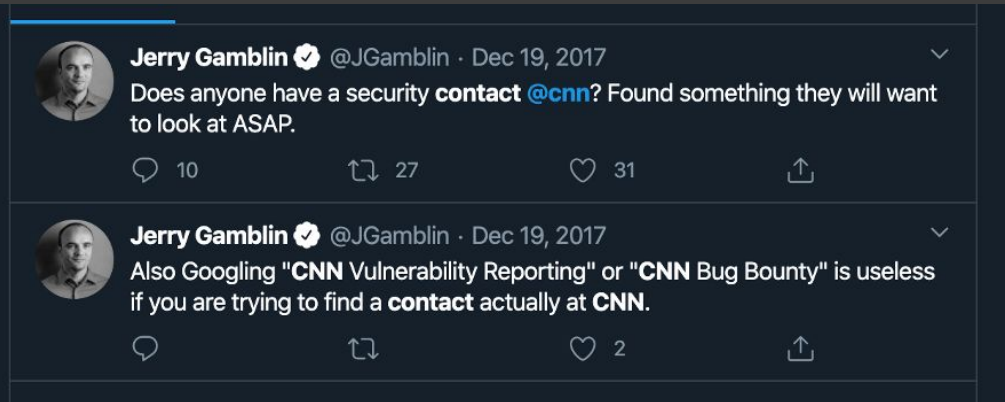 Jerry Gamblin @JGamblin · Dec 19, 2017
Does anyone have a security contact @cnn? Found something they will want
to look at ASAP.
10 27 31
Jerry Gamblin @JGamblin · Dec 19, 2017
Also Googling "CNN Vulnerability Reporting" or "CNN Bug Bounty" is useless
if you are trying to find a contact actually at CNN.
2